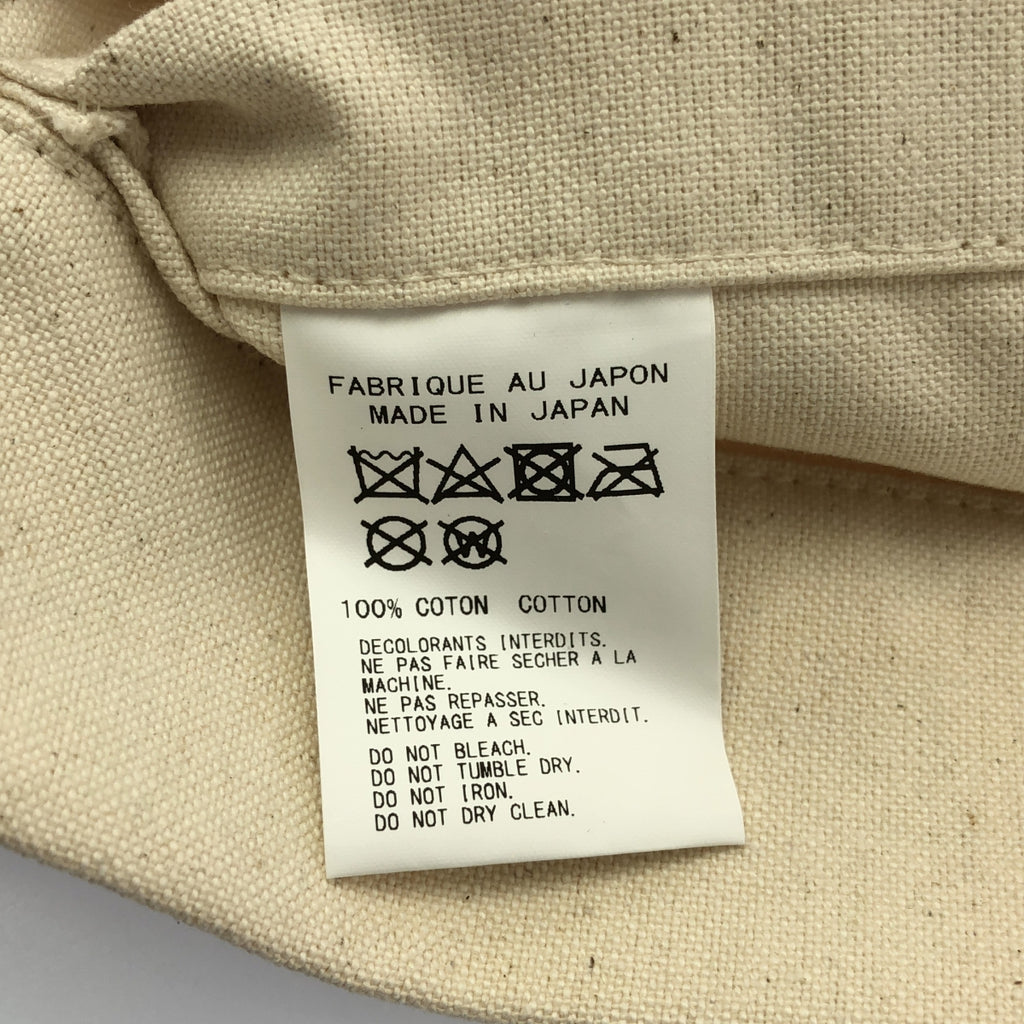 FABRIQUE AU JAPON
MADE IN JAPAN
W
100% COTON COTTON
DECOLORANTS INTERDITS.
NE PAS FAIRE SECHER A LA
MACHINE.
NE PAS REPASSER.
NETTOYAGE A SEC INTERDIT.
DO NOT BLEACH.
DO NOT TUMBLE DRY.
DO NOT IRON.
DO NOT DRY CLEAN.